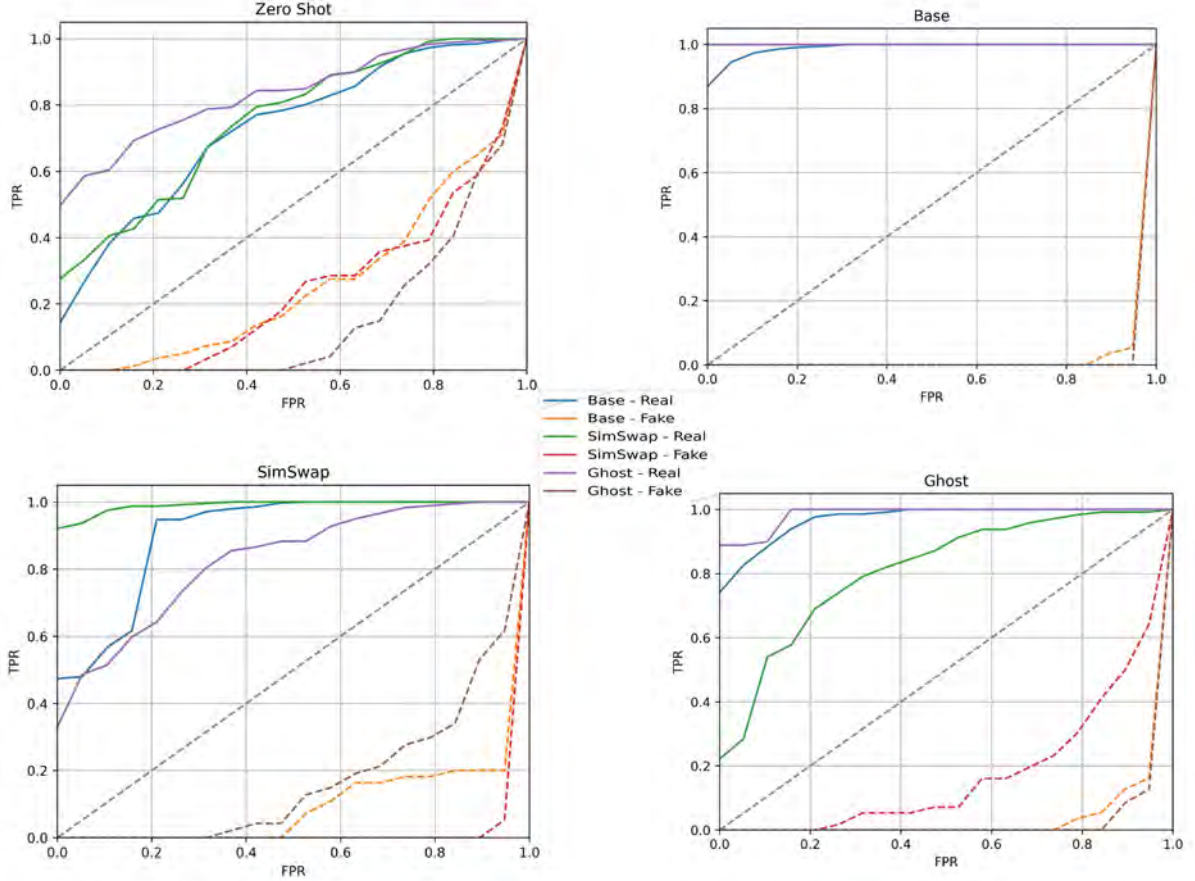 Zero Shot
1.0
0.8
0.6
0.4
0.2
0.0
TPR
0.0 0.2 0.4 0.6 0.8 1.0
FPR
Base
1.0
0.8
0.6
0.4
0.2
0.0
TPR
0.0 0.2 0.4 0.6 0.8 1.0
FPR
Base - Real
Base - Fake
SimSwap - Real
SimSwap - Fake
Ghost - Real
Ghost - Fake
SimSwap
1.0
0.8
0.6
0.4
0.2
0.0
TPR
0.0 0.2 0.4 0.6 0.8 1.0
FPR
Ghost
1.0
0.8
0.6
0.4
0.2
0.0
TPR
0.0 0.2 0.4 0.6 0.8 1.0
FPR